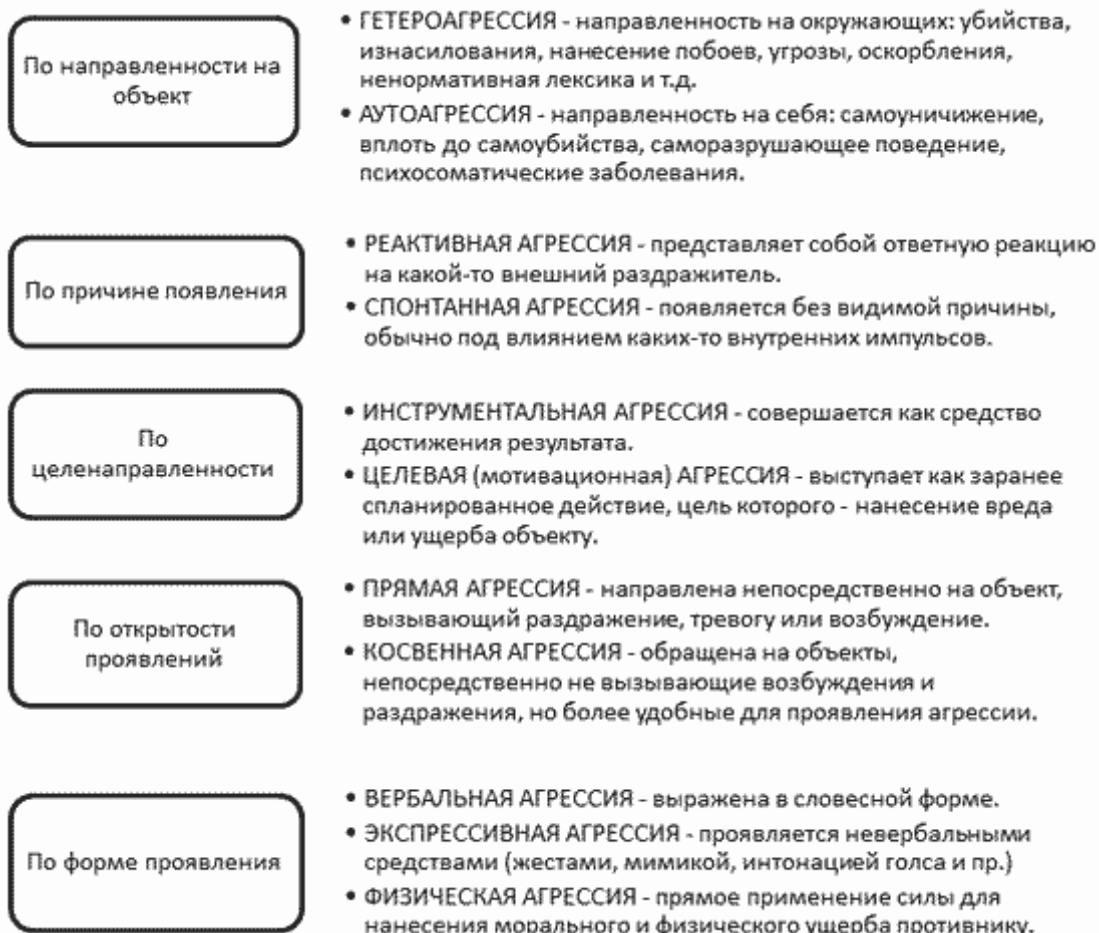 По направленности на
объект
• ГЕТЕРОАГРЕССИЯ - направленность на окружающих: убийства,
изнасилования, нанесение побоев, угрозы, оскорбления,
ненормативная лексика и т.д.
• АУТОАГРЕССИЯ - направленность на себя: самоуничижение,
вплоть до самоубийства, саморазрушающее поведение,
психосоматические заболевания.
По причине появления
• РЕАКТИВНАЯ АГРЕССИЯ - представляет собой ответную реакцию
на какой-то внешний раздражитель.
• СПОНТАННАЯ АГРЕССИЯ - появляется без видимой причины,
обычно под влиянием каких-то внутренних импульсов.
По
целенаправленности
• ИНСТРУМЕНТАЛЬНАЯ АГРЕССИЯ - совершается как средство
достижения результата.
• ЦЕЛЕВАЯ (мотивационная) АГРЕССИЯ - выступает как заранее
спланированное действие, цель которого - нанесение вреда
или ущерба объекту.
По открытости
проявлений
• ПРЯМАЯ АГРЕССИЯ - направлена непосредственно на объект,
вызывающий раздражение, тревогу или возбуждение.
• КОСВЕННАЯ АГРЕССИЯ - обращена на объекты,
непосредственно не вызывающие возбуждения и
раздражения, но более удобные для проявления агрессии.
По форме проявления
• ВЕРБАЛЬНАЯ АГРЕССИЯ - выражена в словесной форме.
• ЭКСПРЕССИВНАЯ АГРЕССИЯ - проявляется невербальными
средствами (жестами, мимикой, интонацией голса и пр.)
• ФИЗИЧЕСКАЯ АГРЕССИЯ - прямое применение силы для
нанесения морального и физического ущерба противнику.